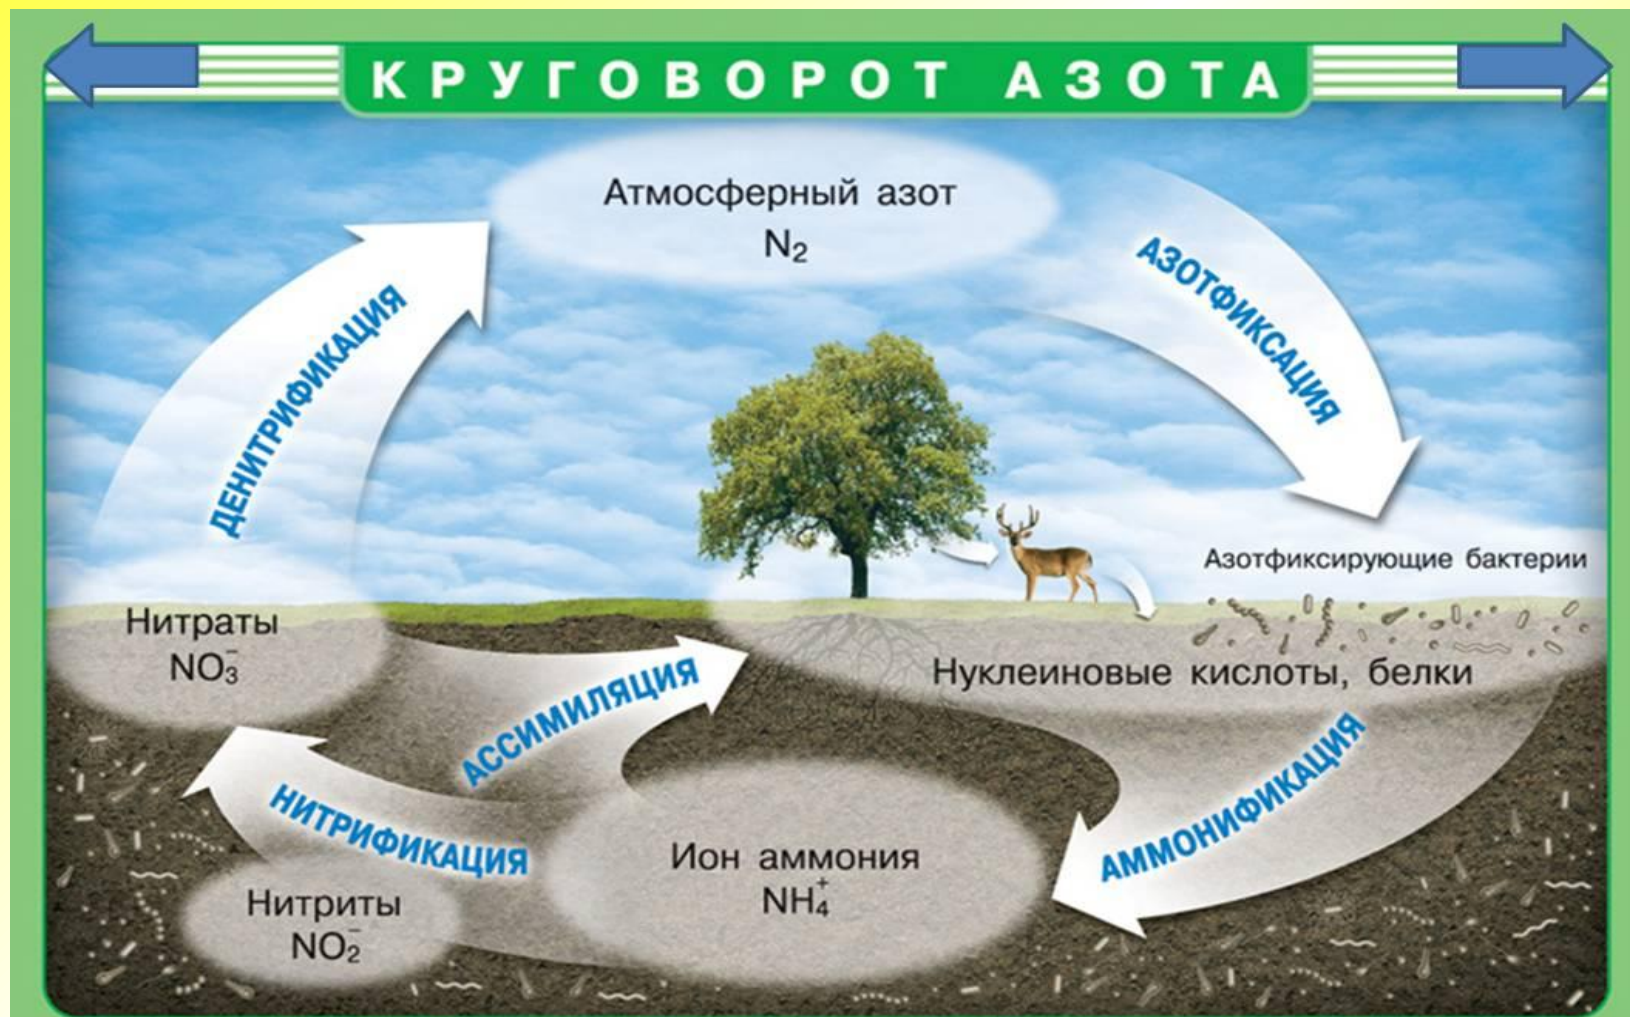 КРУГОВОРОТ АЗОТА
Атмосферный азот
N₂
АЗОТФИКСАЦИЯ
ДЕНИТРИФИКАЦИЯ
Азотфиксирующие бактерии
Нитраты
NO₃⁻
Нуклеиновые кислоты, белки
АССИМИЛЯЦИЯ
АММОНИФИКАЦИЯ
НИТРИФИКАЦИЯ
Ион аммония
NH₄⁺
Нитриты
NO₂⁻